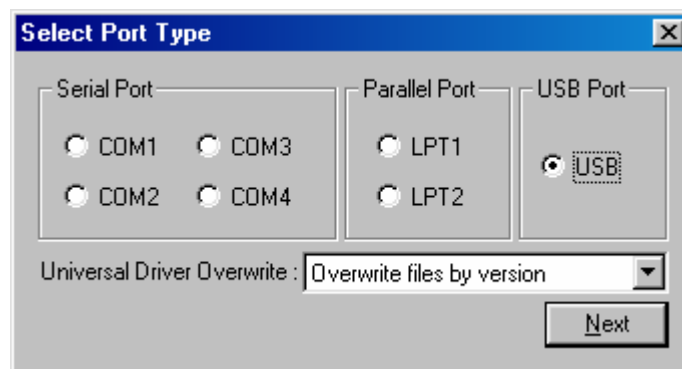 Select Port Type
Serial Port
Parallel Port
USB Port
COM1
COM3
LPT1
USB
COM2
COM4
LPT2
Universal Driver Overwrite : Overwrite files by version
Next